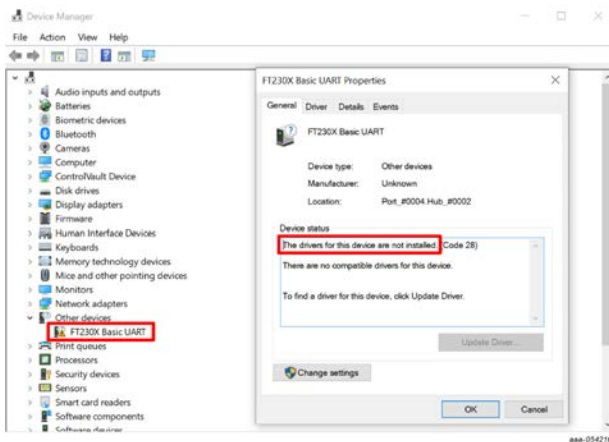 Device Manager
File Action View Help
Audio inputs and outputs
Batteries
Biometric devices
Bluetooth
Cameras
Computer
ControlVault Device
Disk drives
Display adapters
Firmware
Human Interface Devices
Keyboards
Memory technology devices
Mice and other pointing devices
Monitors
Network adapters
Other devices
FT230X Basic UART
Print queues
Processors
Security devices
Sensors
Smart card readers
Software components
Software devices
FT230X Basic UART Properties
General Driver Details Events
FT230X Basic UART
Device type: Other devices
Manufacturer: Unknown
Location: Port_#0004.Hub_#0002
Device status
The drivers for this device are not installed. (Code 28)
There are no compatible drivers for this device.
To find a driver for this device, click Update Driver.
Update Driver...
Change settings
OK Cancel